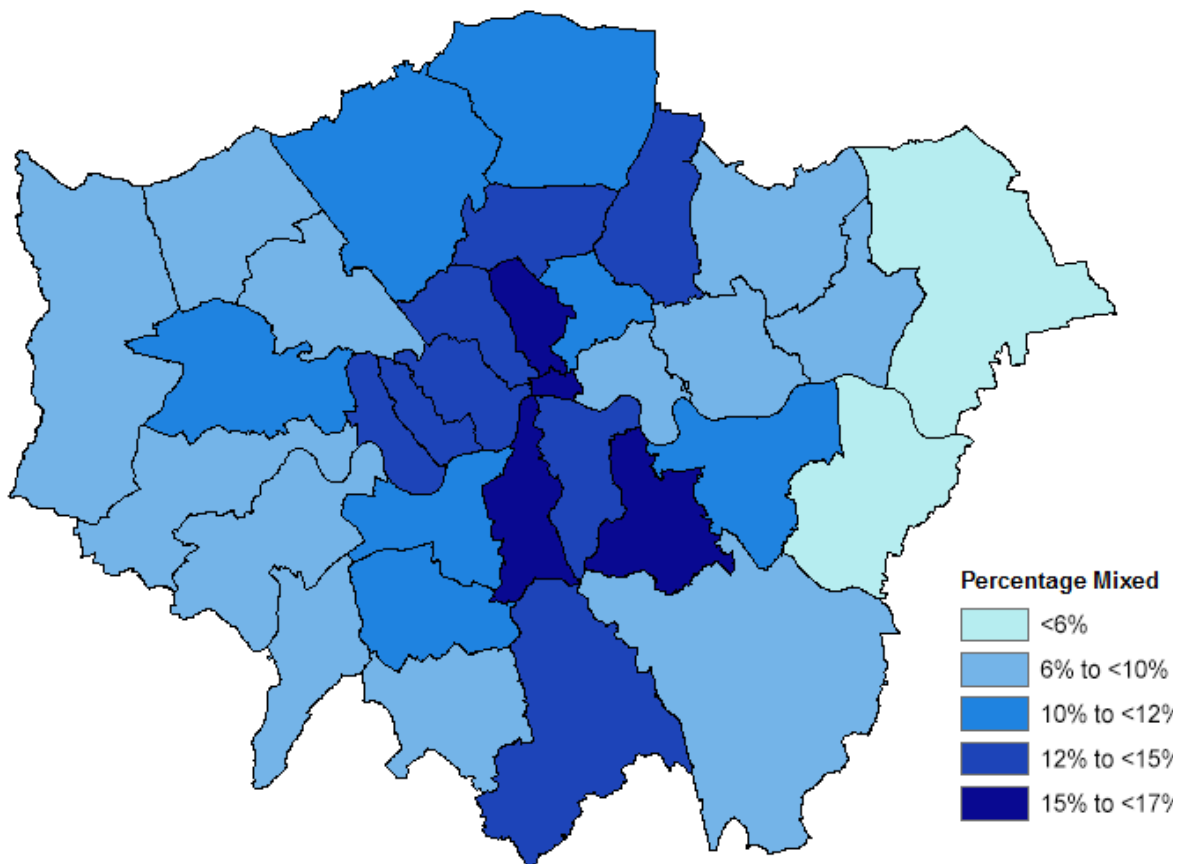 Percentage Mixed
<6%
6% to <10%
10% to <12%
12% to <15%
15% to <17%